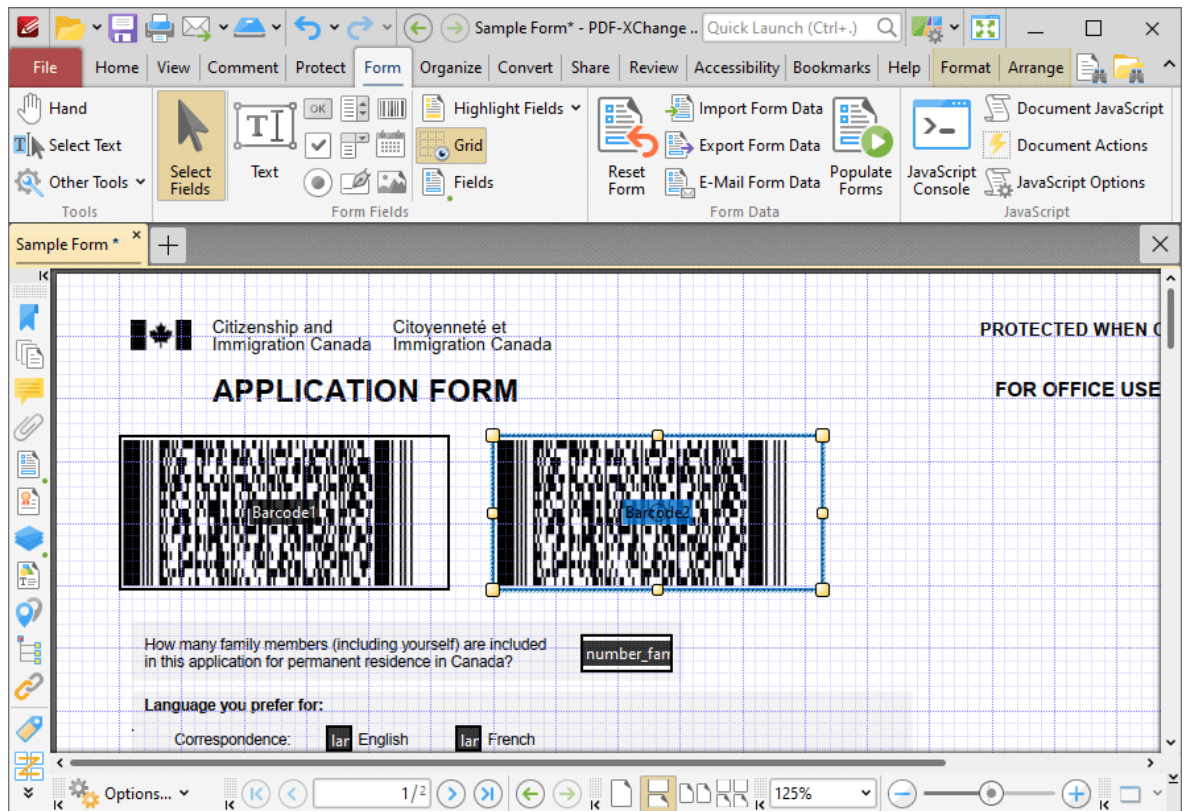 Sample Form* - PDF-XChange ..
Quick Launch (Ctrl+.)
File Home View Comment Protect Form Organize Convert Share Review Accessibility Bookmarks Help Format Arrange
Hand
Select Text
Other Tools
Tools
Select Fields
Text
OK
Highlight Fields
Grid
Fields
Form Fields
Reset Form
Import Form Data
Export Form Data
E-Mail Form Data
Populate Forms
Form Data
JavaScript Console
Document JavaScript
Document Actions
JavaScript Options
JavaScript
Sample Form *
Citizenship and Immigration Canada
Citoyenneté et Immigration Canada
PROTECTED WHEN
APPLICATION FORM
FOR OFFICE USE
Barcode1
Barcode2
How many family members (including yourself) are included
in this application for permanent residence in Canada?
number_fam
Language you prefer for:
Correspondence: lar English lar French
Options...
1/2
125%